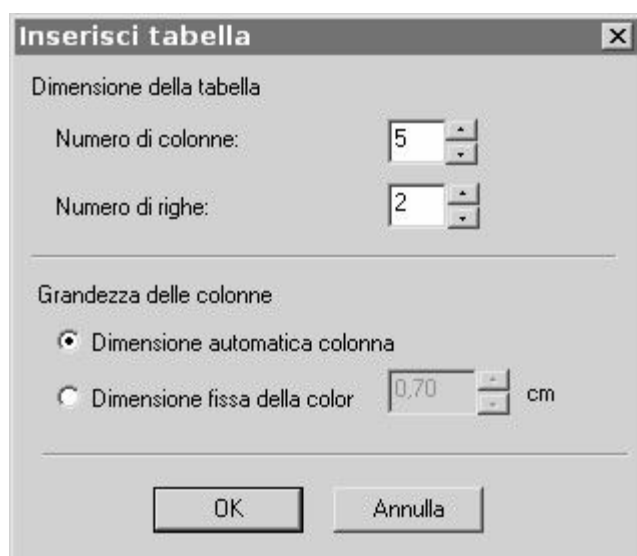 Inserisci tabella
Dimensione della tabella
Numero di colonne: 5
Numero di righe: 2
Grandezza delle colonne
Dimensione automatica colonna
Dimensione fissa della color 0,70 cm
OK Annulla